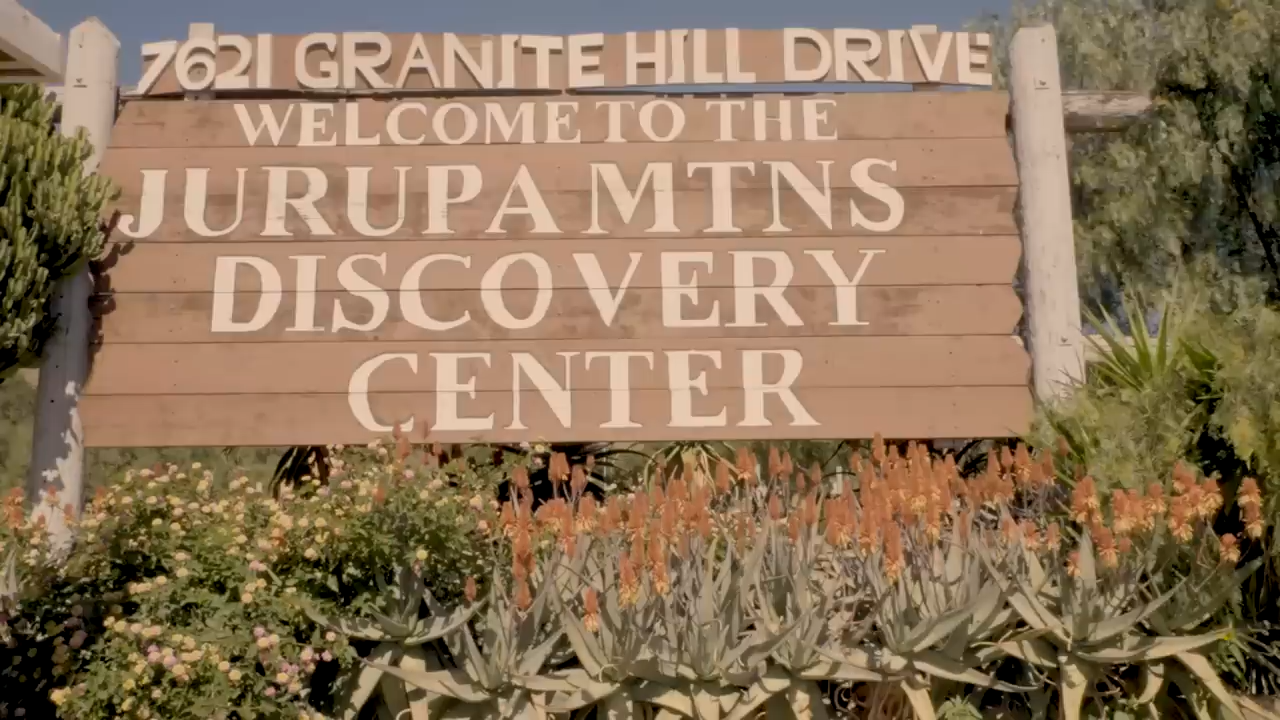 7621 GRANITE HILL DRIVE
WELCOME TO THE
JURUPA MTNS
DISCOVERY
CENTER